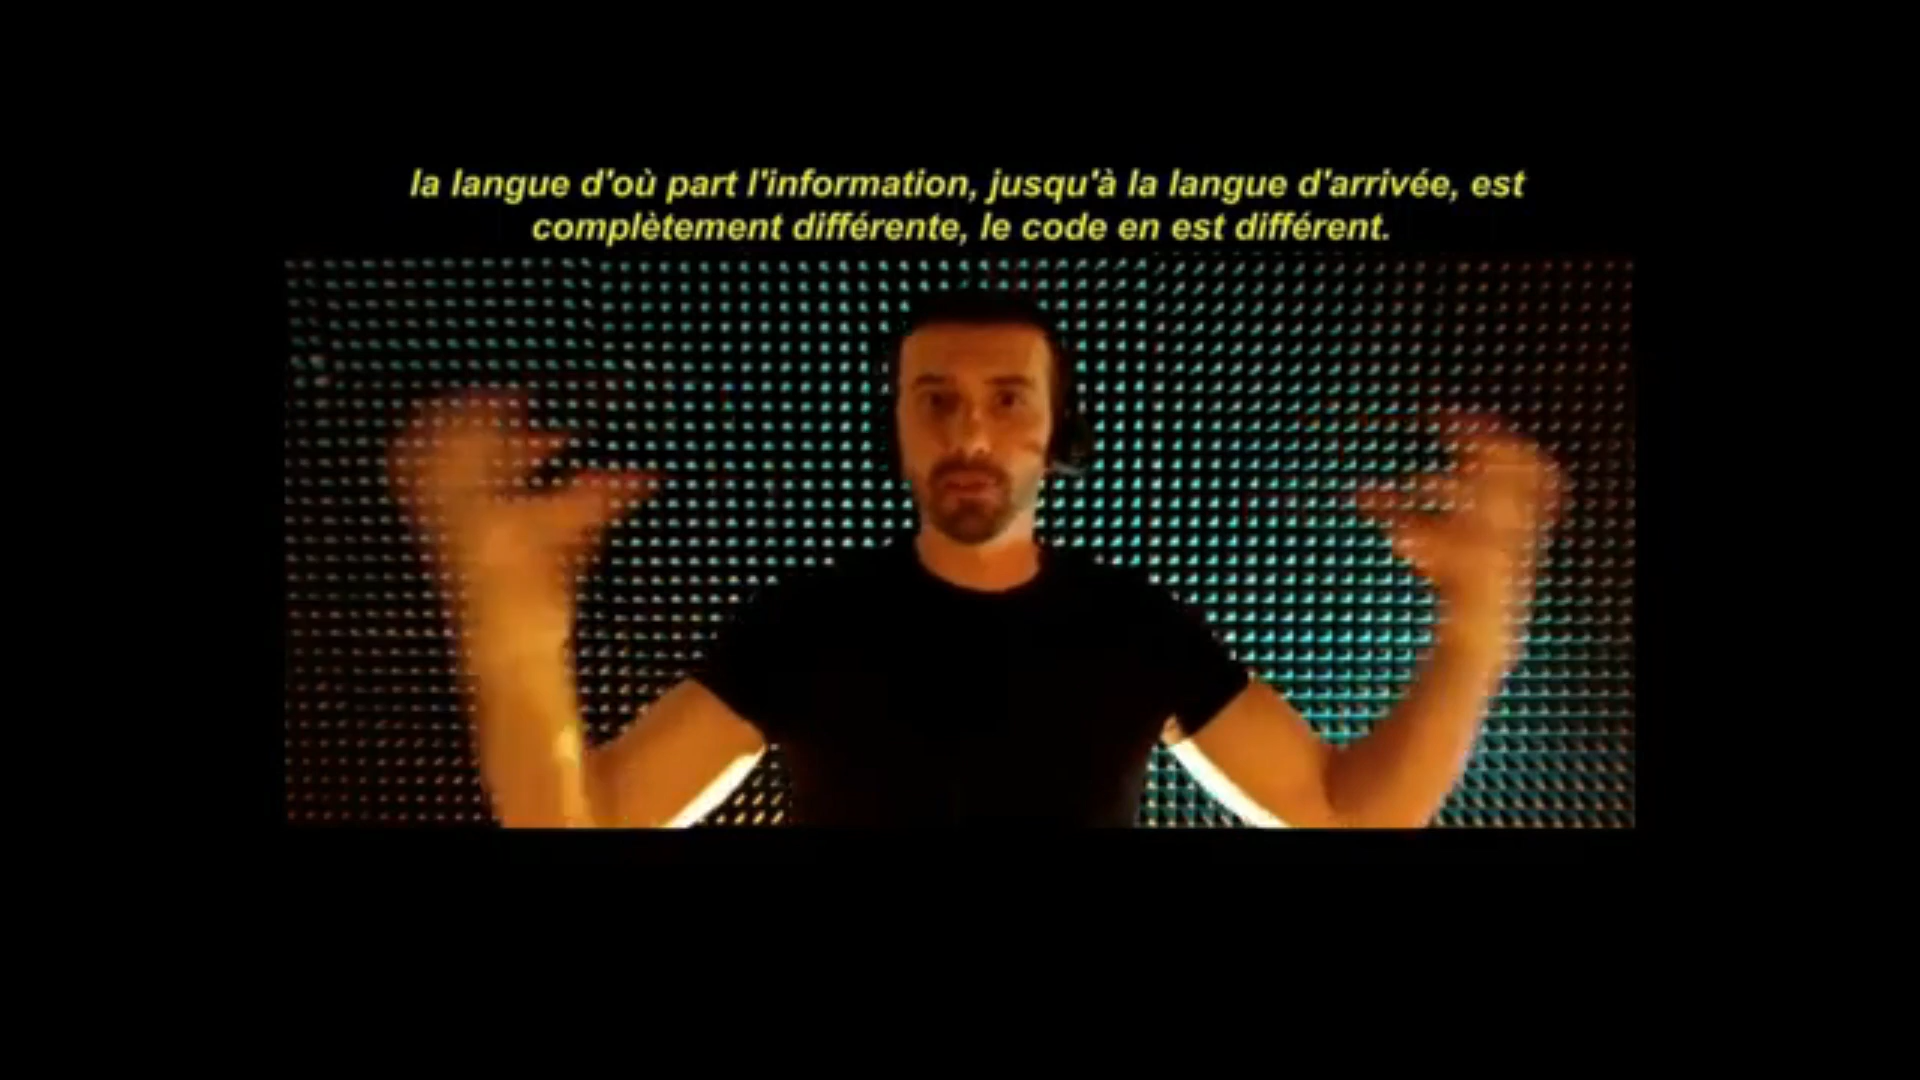 la langue d'où part l'information, jusqu'à la langue d'arrivée, est
complètement différente, le code en est différent.